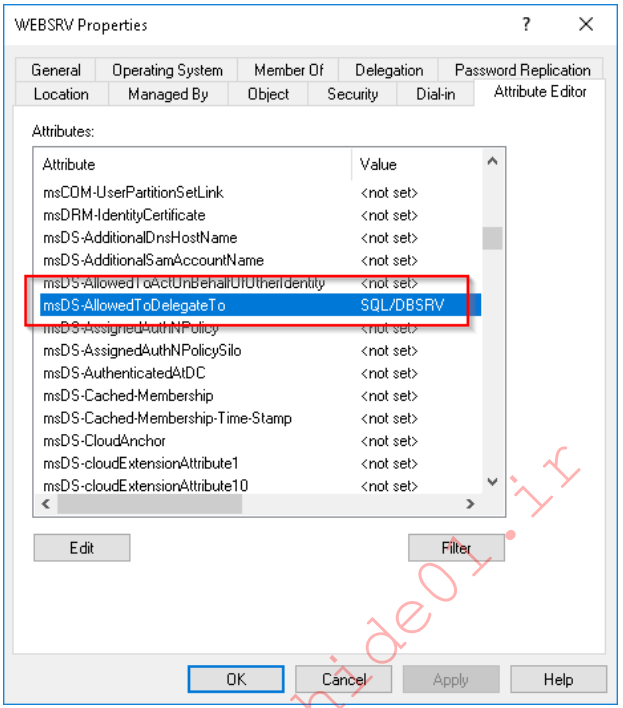 WEBSRV Properties ? ×
General Operating System Member Of Delegation Password Replication
Location Managed By Object Security Dial-in Attribute Editor
Attributes:
Attribute Value
msCOM-UserPartitionSetLink <not set>
msDRM-IdentityCertificate <not set>
msDS-AdditionalDnsHostName <not set>
msDS-AdditionalSamAccountName <not set>
msDS-AllowedToActOnBehalfOfOtherIdentity <not set>
msDS-AllowedToDelegateTo SQL/DBSRV
msDS-AssignedAuthNPolicy <not set>
msDS-AssignedAuthNPolicySilo <not set>
msDS-AuthenticatedAtDC <not set>
msDS-Cached-Membership <not set>
msDS-Cached-Membership-Time-Stamp <not set>
msDS-CloudAnchor <not set>
msDS-cloudExtensionAttribute1 <not set>
msDS-cloudExtensionAttribute10 <not set>
Edit Filter
OK Cancel Apply Help
hide01.ir